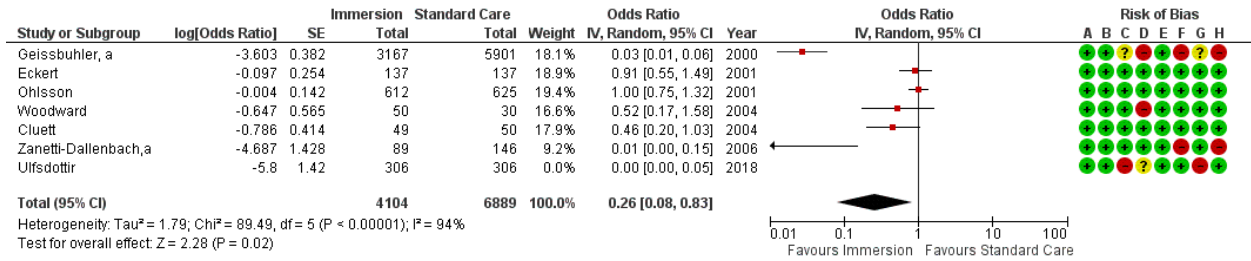 Immersion Standard Care Odds Ratio Odds Ratio Risk of Bias
Study or Subgroup log[Odds Ratio] SE Total Total Weight IV, Random, 95% CI Year IV, Random, 95% CI A B C D E F G H
Geissbuhler, a -3.603 0.382 3167 5901 18.1% 0.03 [0.01, 0.06] 2000 + + ? - + - ? -
Eckert -0.097 0.254 137 137 18.9% 0.91 [0.55, 1.49] 2001 + + + + + + + +
Ohlsson -0.004 0.142 612 625 19.4% 1.00 [0.75, 1.32] 2001 + + + + + + + +
Woodward -0.647 0.565 50 30 16.6% 0.52 [0.17, 1.58] 2004 + + + - + + + +
Cluett -0.786 0.414 49 50 17.9% 0.46 [0.20, 1.03] 2004 + + + + + + + +
Zanetti-Dallenbach,a -4.687 1.428 89 146 9.2% 0.01 [0.00, 0.15] 2006 + + + + + - + -
Ulfsdottir -5.8 1.42 306 306 0.0% 0.00 [0.00, 0.05] 2018 + + - ? + + - +
Total (95% CI) 4104 6889 100.0% 0.26 [0.08, 0.83]
Heterogeneity: Tau² = 1.79; Chi² = 89.49, df = 5 (P < 0.00001); I² = 94%
Test for overall effect: Z = 2.28 (P = 0.02)
0.01 0.1 1 10 100
Favours Immersion Favours Standard Care